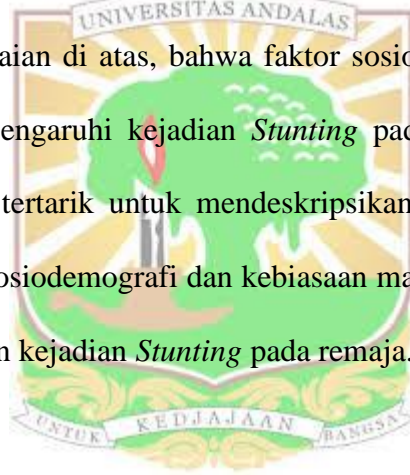 UNIVERSITAS ANDALAS
aian di atas, bahwa faktor sosio
engaruhi kejadian Stunting pad
tertarik untuk mendeskripsikan
osiodemografi dan kebiasaan ma
n kejadian Stunting pada remaja.
UNTUK KEDJAJAAN BANGSA